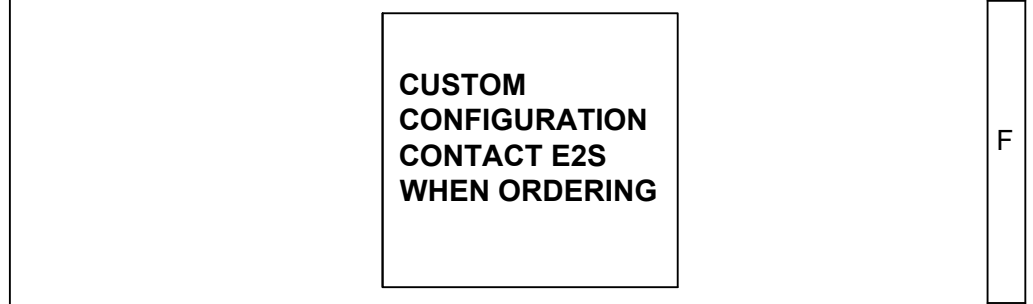 CUSTOM
CONFIGURATION
CONTACT E2S
WHEN ORDERING
F